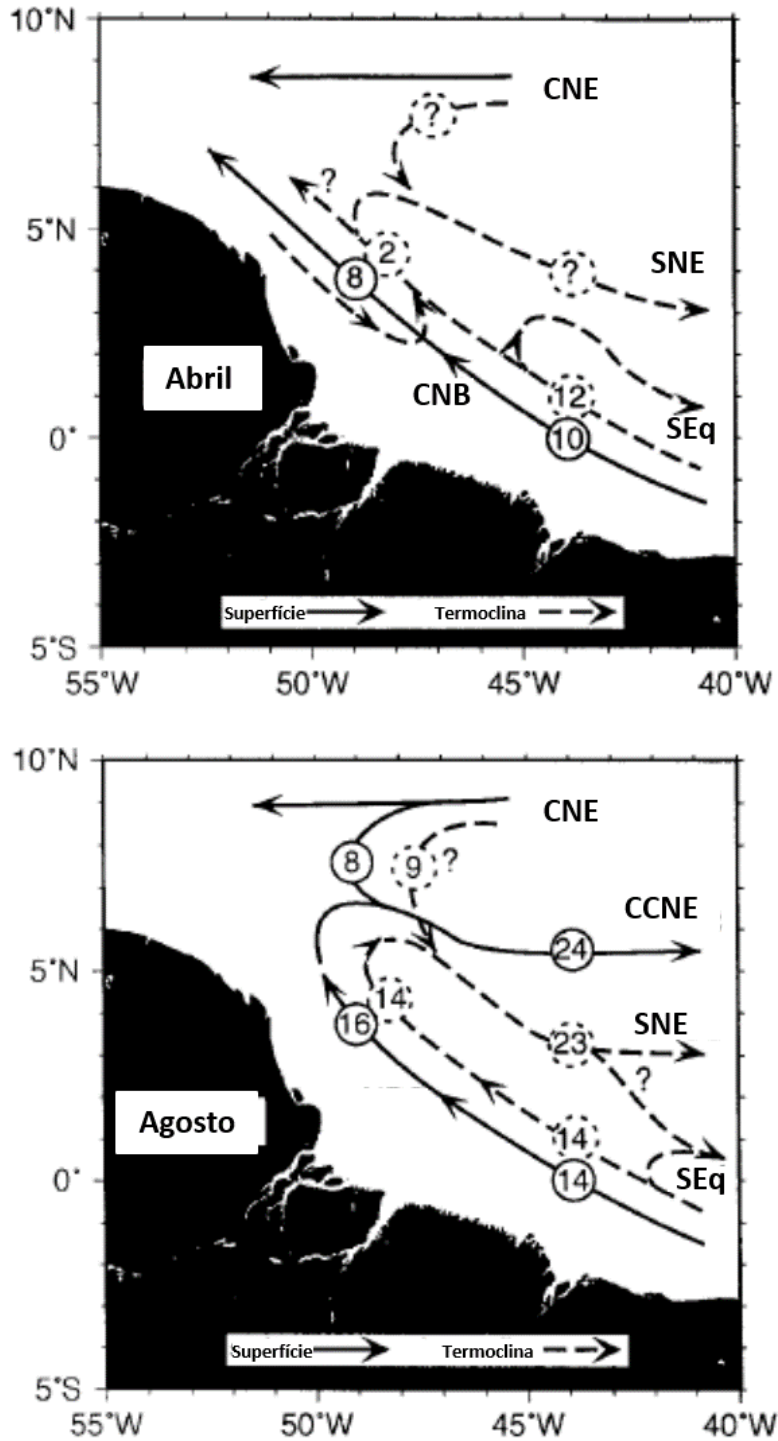 10°N
CNE
?
5°N
?
2
SNE
8
?
Abril
CNB
12
SEq
0°
10
Superfície
Termoclina
5°S
55°W 50°W 45°W 40°W
10°N
CNE
8
9 ?
CCNE
24
5°N
14
SNE
16
23
?
Agosto
14
SEq
0°
14
Superfície
Termoclina
5°S
55°W 50°W 45°W 40°W